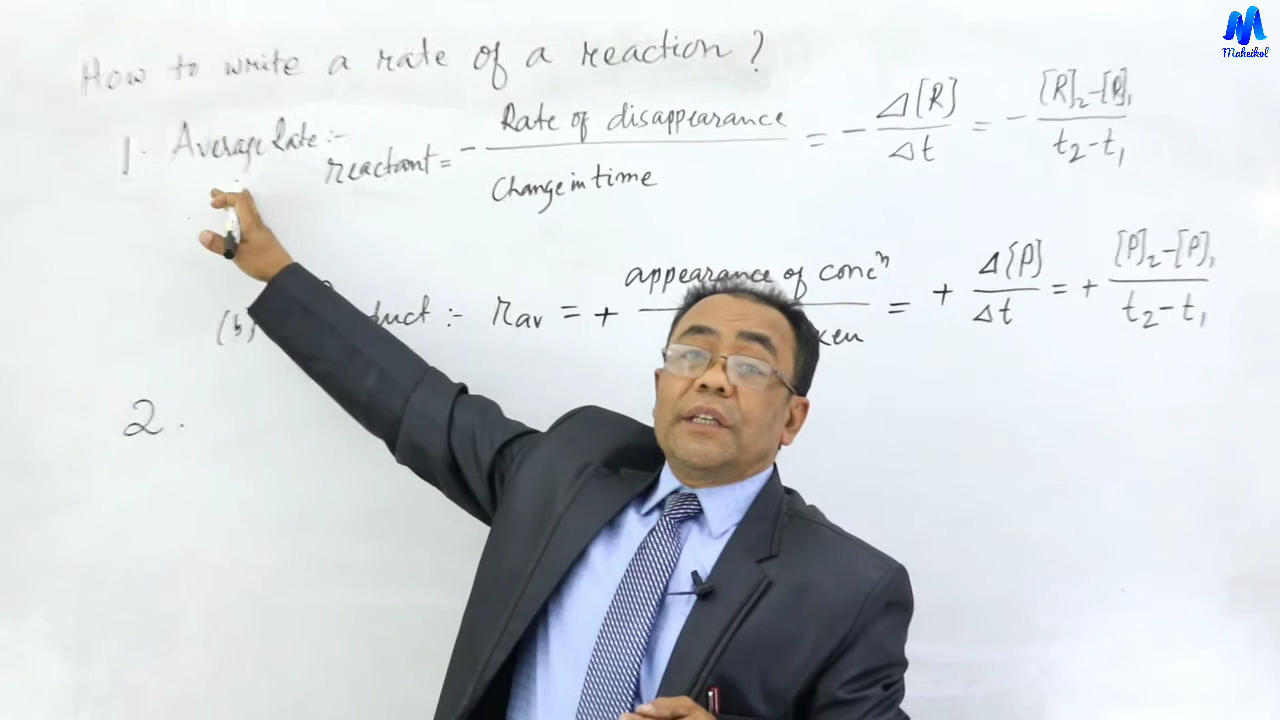 Maheikol
How to write a rate of a reaction ?
1. Average Rate :-
reactant = - Rate of disappearance / Change in time = - Δ[R] / Δt = - [R]₂-[R]₁ / t₂-t₁
(b) duct :- rav = + appearance of concⁿ / ken = + Δ[P] / Δt = + [P]₂-[P]₁ / t₂-t₁
2.